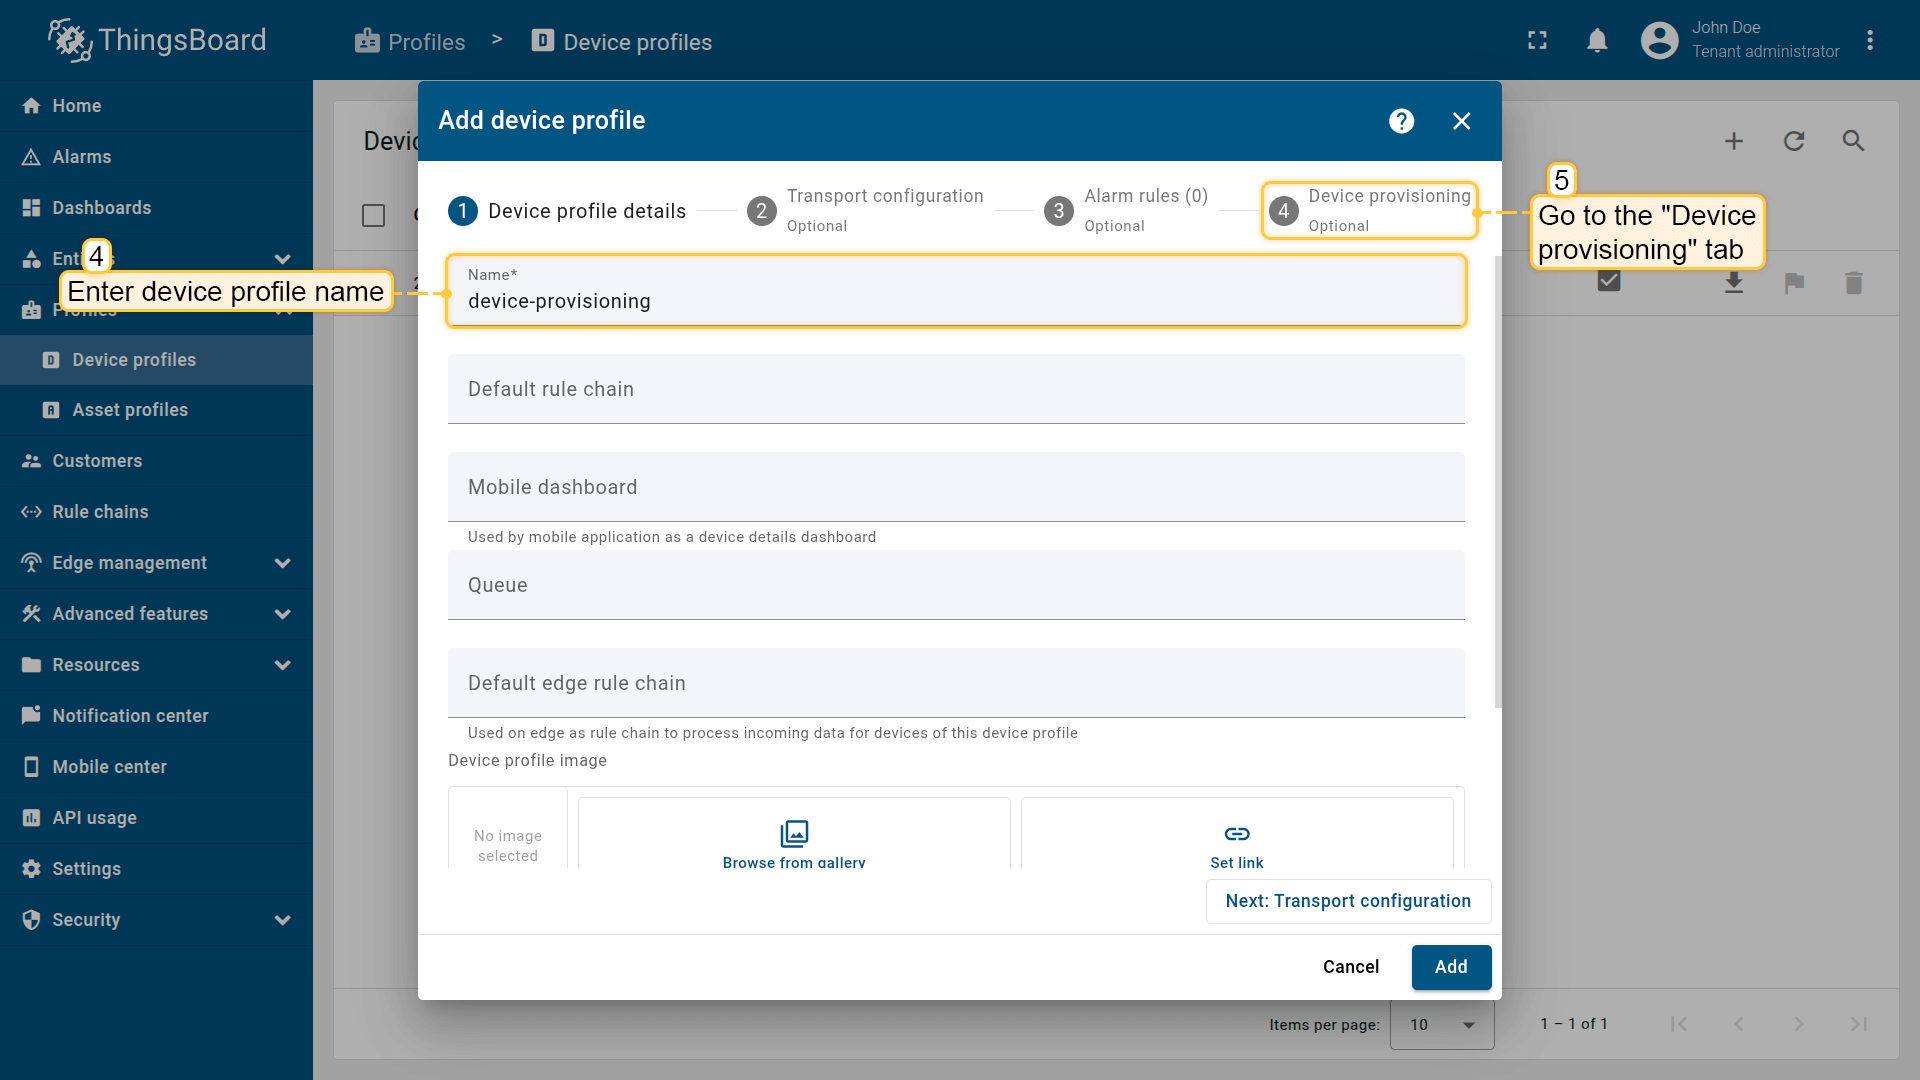 ThingsBoard
Profiles > D Device profiles
John Doe
Tenant administrator
Home
Alarms
Dashboards
4
Enter device profile name
D Device profiles
A Asset profiles
Customers
Rule chains
Edge management
Advanced features
Resources
Notification center
Mobile center
API usage
Settings
Security
Add device profile
?
1 Device profile details
2 Transport configuration
Optional
3 Alarm rules (0)
Optional
4 Device provisioning
Optional
5
Go to the "Device
provisioning" tab
Name*
device-provisioning
Default rule chain
Mobile dashboard
Used by mobile application as a device details dashboard
Queue
Default edge rule chain
Used on edge as rule chain to process incoming data for devices of this device profile
Device profile image
No image
selected
Browse from gallery
Set link
Next: Transport configuration
Cancel
Add
Items per page:
10
1 – 1 of 1